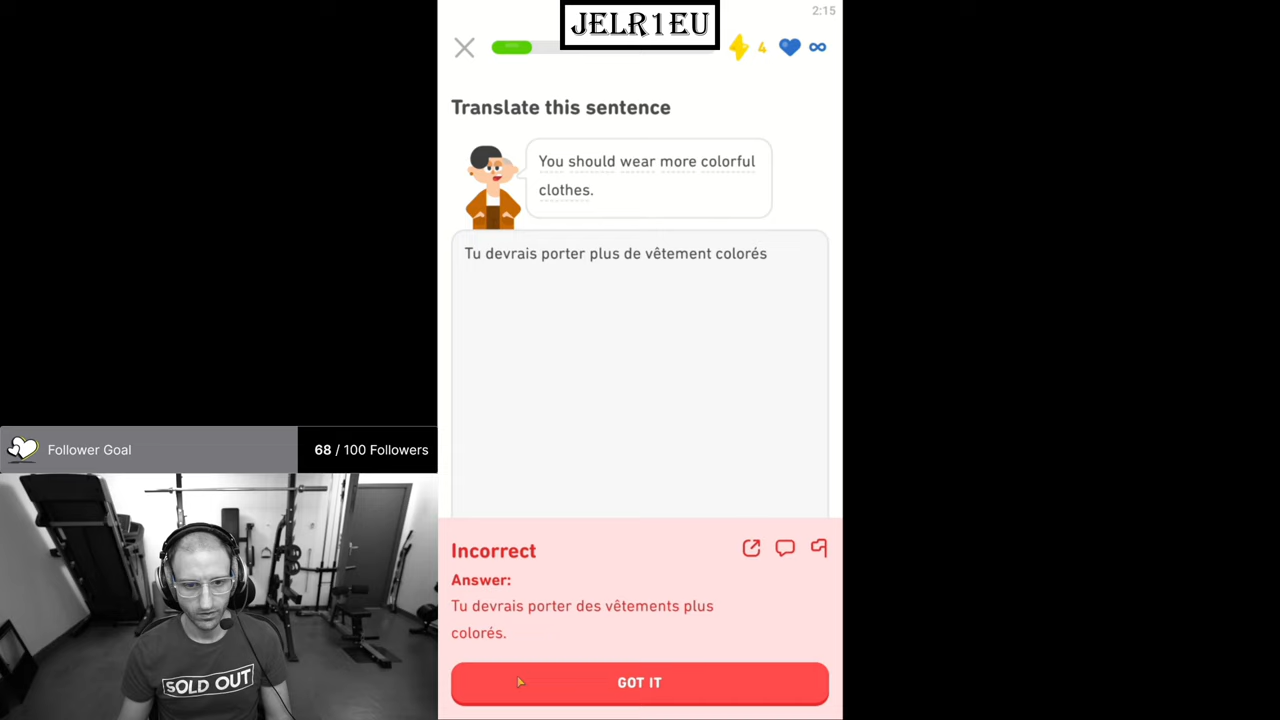 JELR1EU
2:15
4
Translate this sentence
You should wear more colorful
clothes.
Tu devrais porter plus de vêtement colorés
Follower Goal
68 / 100 Followers
SOLD OUT
Incorrect
Answer:
Tu devrais porter des vêtements plus
colorés.
GOT IT